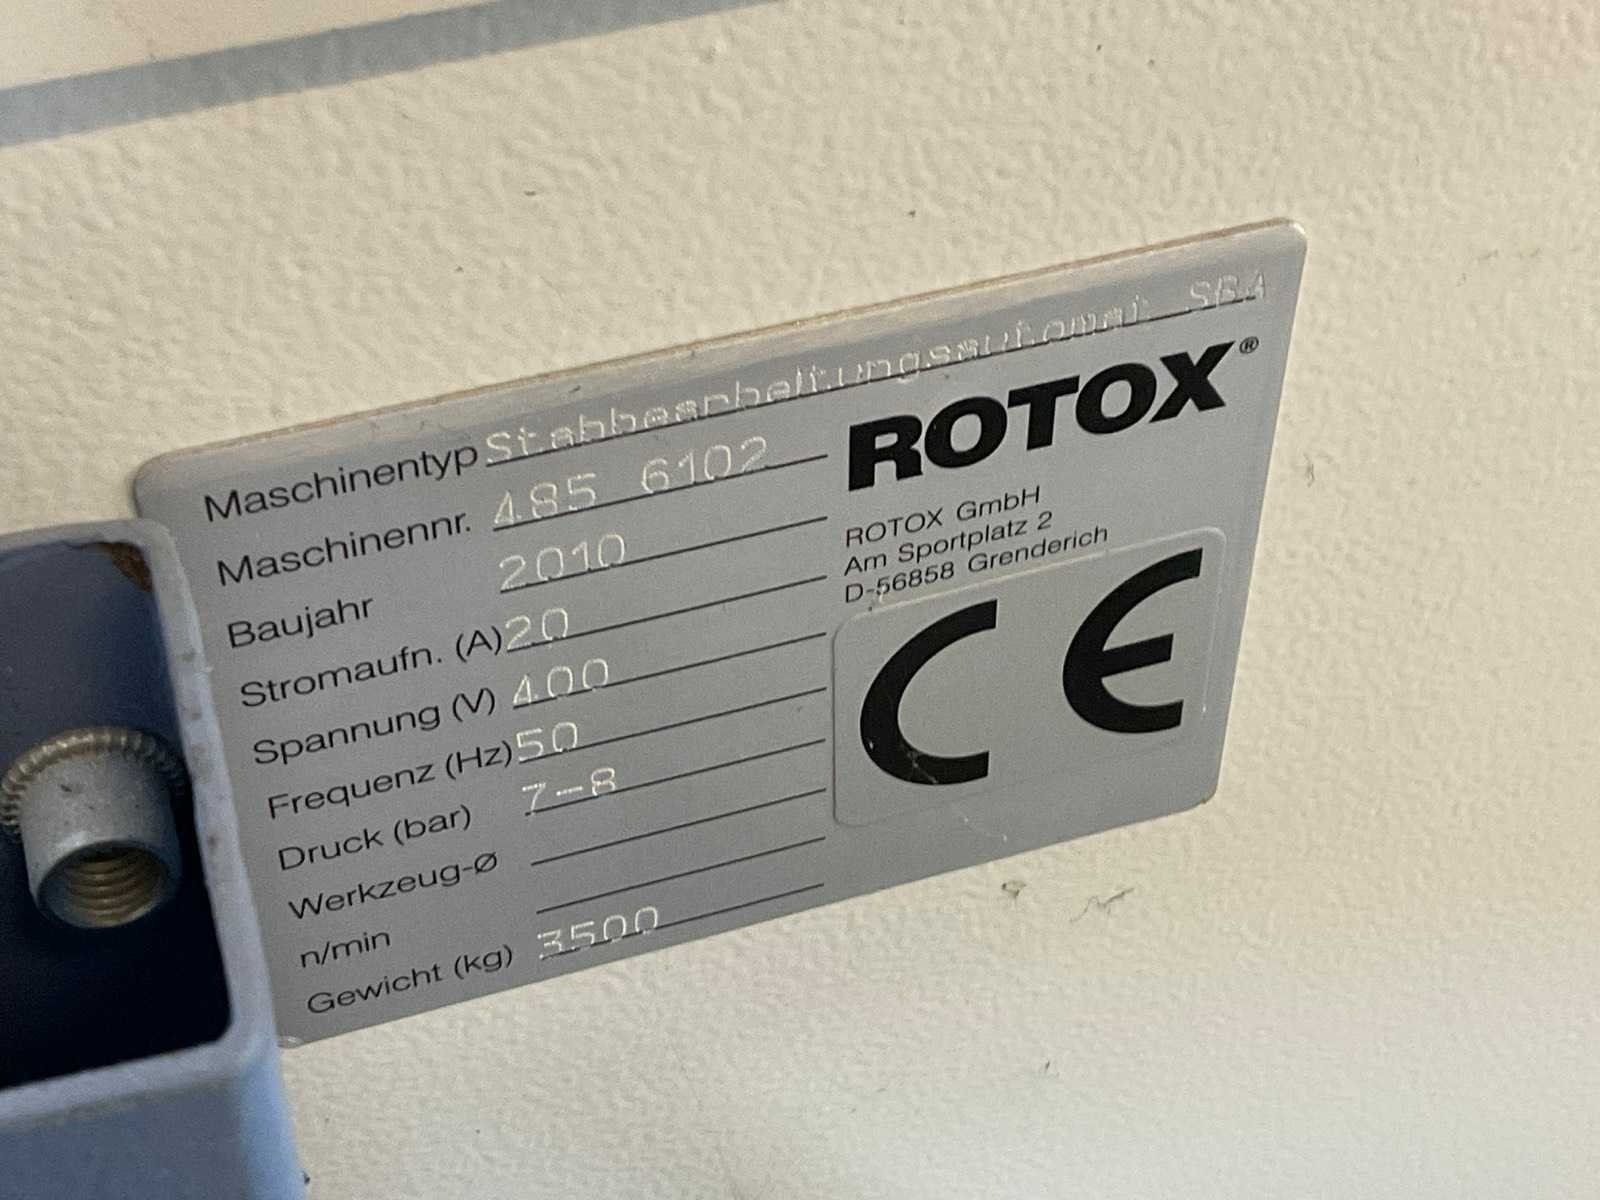 Maschinentyp Stabbearbeitungsautomat SBA
Maschinennr. 485 6102
Baujahr 2010
Stromaufn. (A) 20
Spannung (V) 400
Frequenz (Hz) 50
Druck (bar) 7-8
Werkzeug-Ø
n/min
Gewicht (kg) 3500
ROTOX®
ROTOX GmbH
Am Sportplatz 2
D-56858 Grenderich
CE